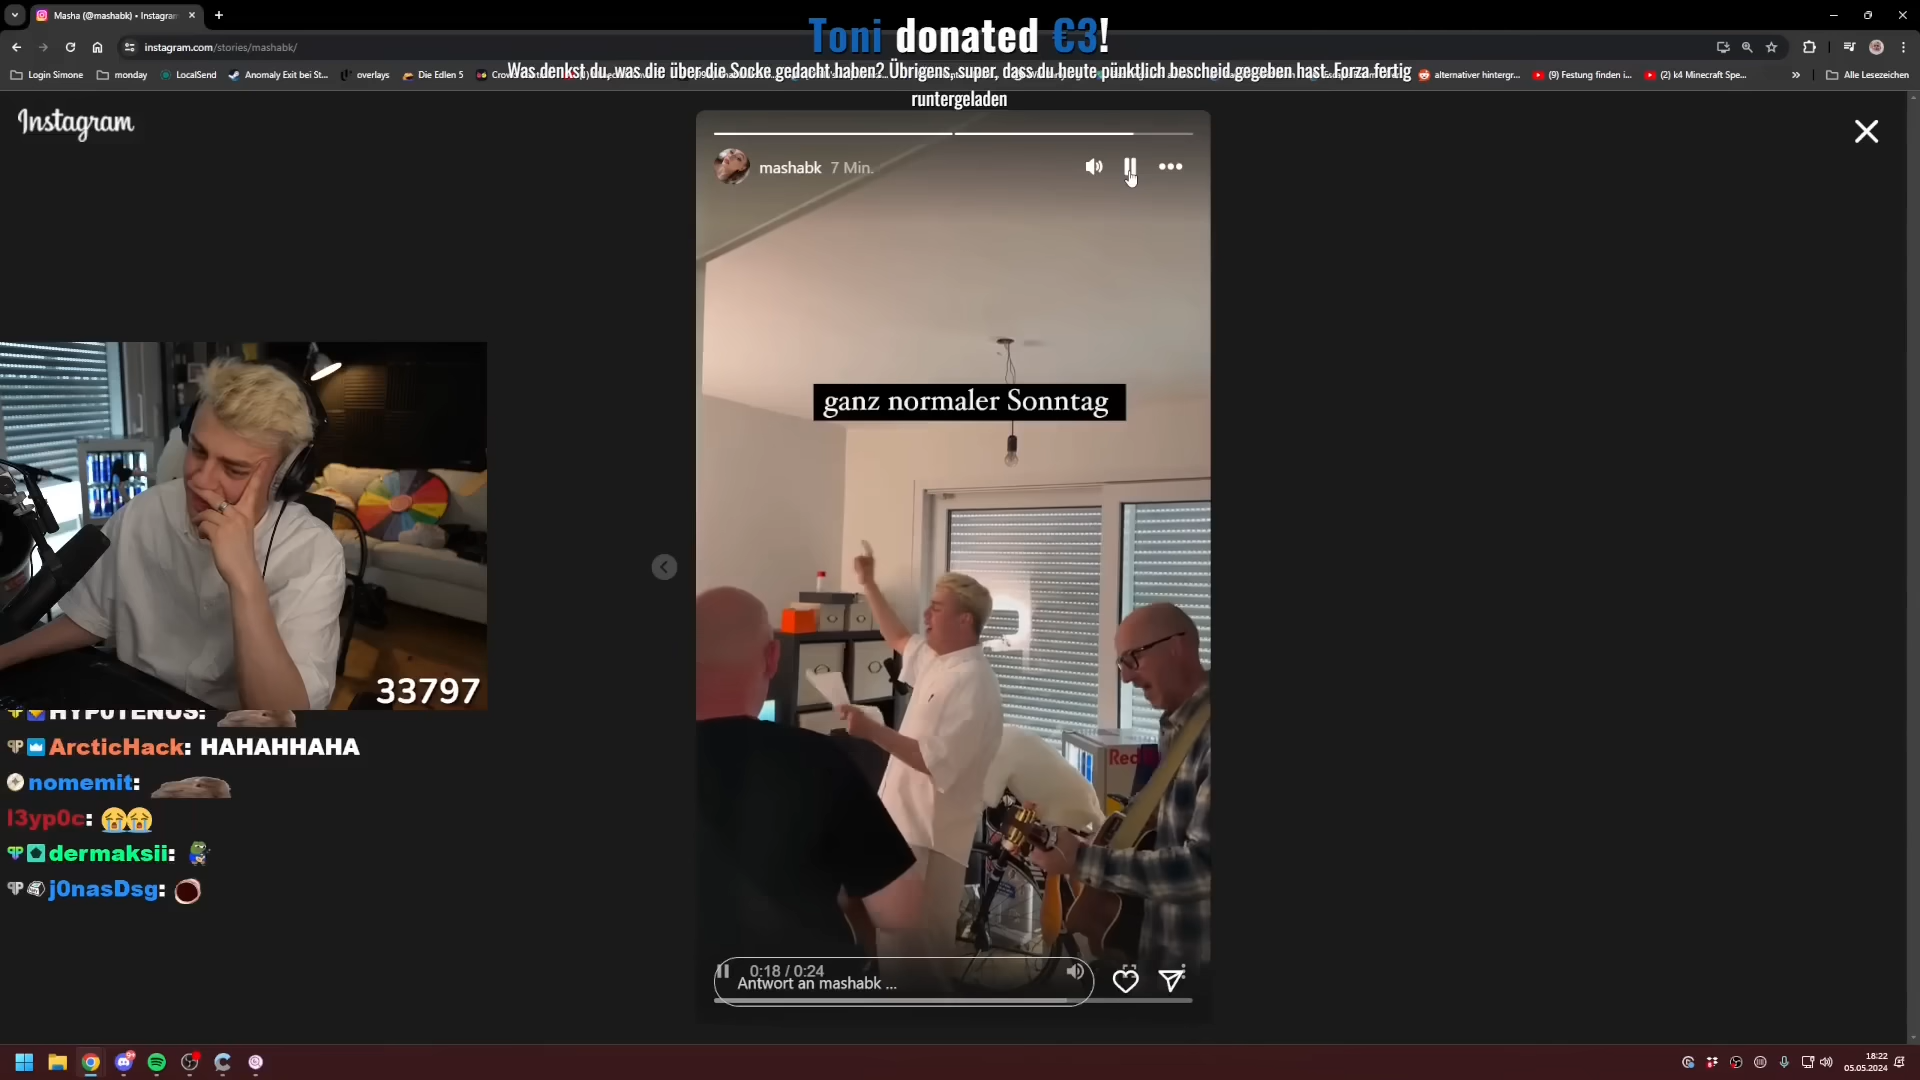 Masha (@mashabk) • Instagram
Toni donated €3!
instagram.com/stories/mashabk/
Login Simone
monday
LocalSend
Anomaly Exit bei St...
overlays
Die Edlen 5
alternativer hintergr...
(9) Festung finden i...
(2) k4 Minecraft Spe...
»
Alle Lesezeichen
Was denkst du, was die über die Socke gedacht haben? Übrigens, super, dass du heute pünktlich bescheid gegeben hast. Forza fertig
runtergeladen
Instagram
mashabk 7 Min.
ganz normaler Sonntag
33797
HYP0TENUS:
ArcticHack: HAHAHHAHA
nomemit:
l3yp0c: 😭😭
dermaksii:
j0nasDsg:
Red
0:18 / 0:24
Antwort an mashabk ...
18:22
05.05.2024